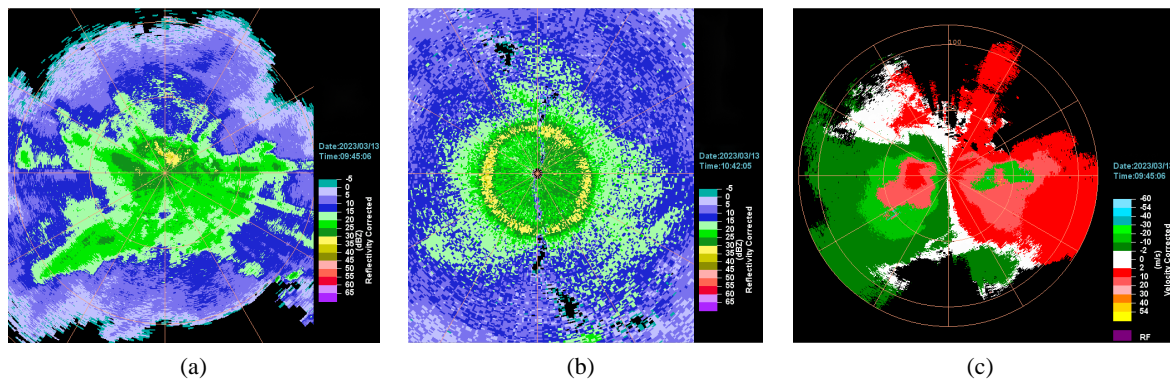 Date:2023/03/13
Time:09:45:06
-5
0
5
10
15
20
25
30
35
40
45
50
55
60
65
Reflectivity Corrected
(dBZ)
(a)
Date:2023/03/13
Time:10:42:05
-5
0
5
10
15
20
25
30
35
40
45
50
55
60
65
Reflectivity Corrected
(dBZ)
(b)
100
Date:2023/03/13
Time:09:45:06
-60
-54
-40
-30
-20
-10
-2
0
2
10
20
30
40
54
RF
Velocity Corrected
(m/s)
(c)